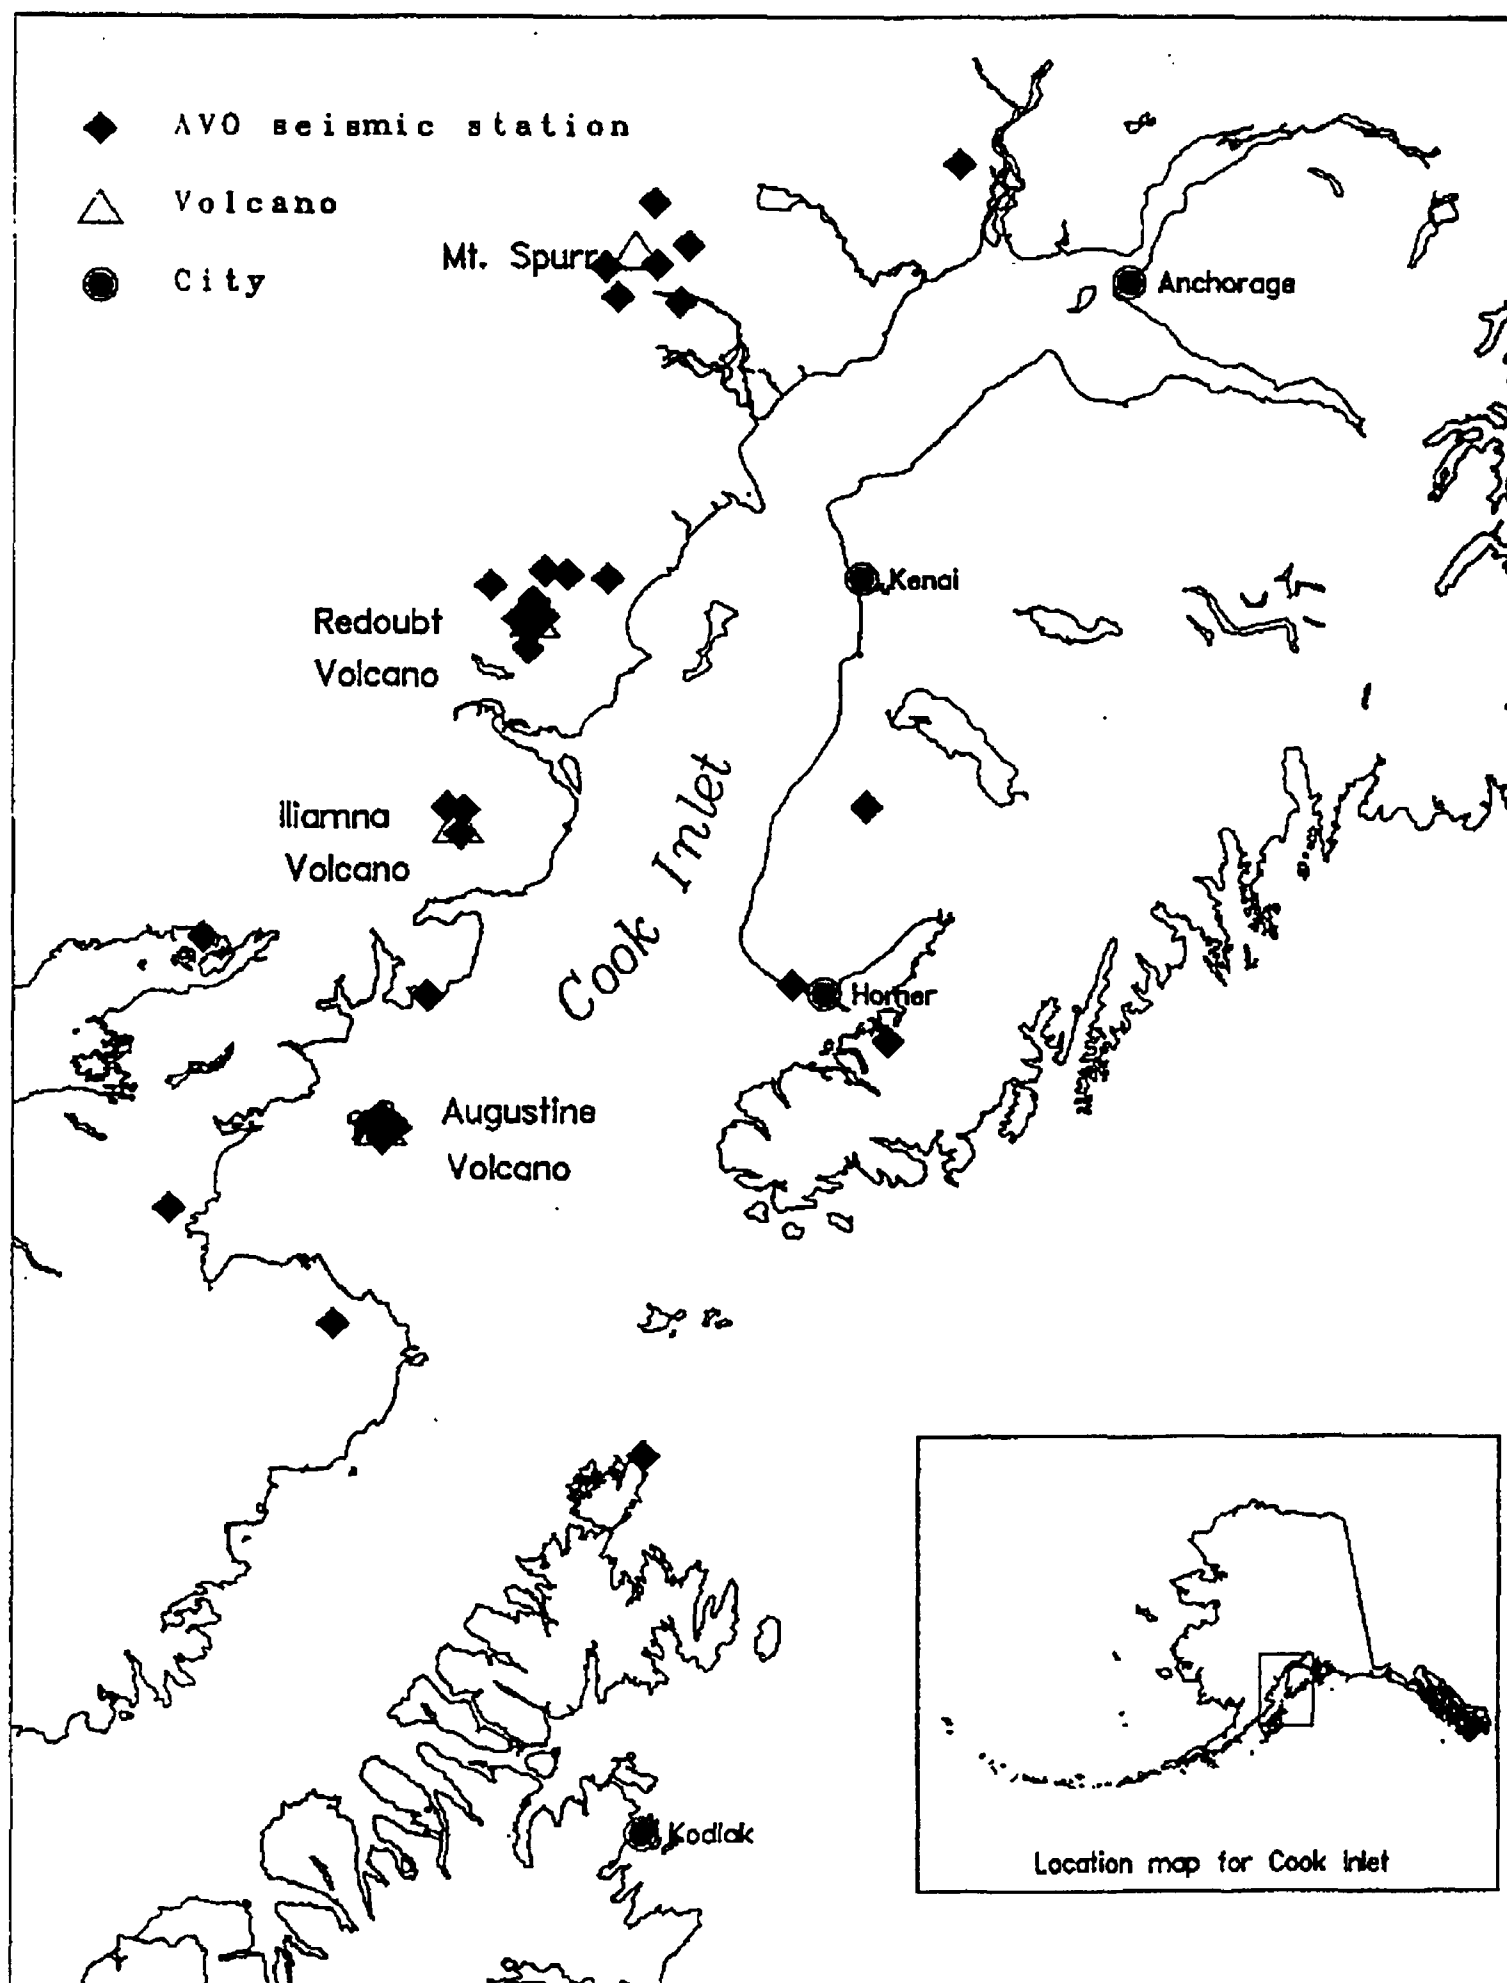 AVO seismic station
Volcano
City
Mt. Spurr
Anchorage
Kenai
Redoubt
Volcano
Cook Inlet
Iliamna
Volcano
Homer
Augustine
Volcano
Kodiak
Location map for Cook Inlet